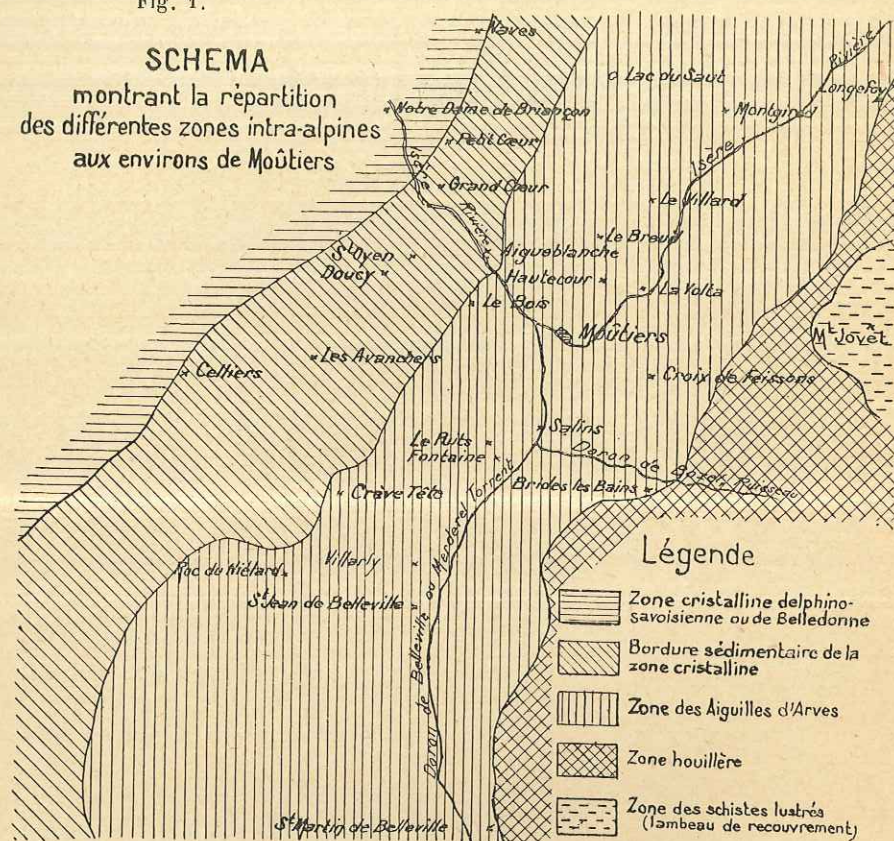 Fig. 1.
SCHEMA
montrant la répartition
des différentes zones intra-alpines
aux environs de Moûtiers
Naves
Lac du Saut
Rivière
Longefoy
Notre Dame de Briançon
Montgirod
Petit Cœur
Isère
Isère
Grand Cœur
Le Villard
Rivière
Le Breuil
St Oyen
Aigueblanche
Doucy
Hautecour
La Volta
Le Bois
Moûtiers
Mt Jovet
Les Avanchers
Celliers
Croix de Feissons
Salins
Le Puits
Fontaine
Doron de Bozel Ruisseau
Brides les Bains
Crève Tête
Villarly
Roc du Niélard
St Jean de Belleville
Doron de Belleville ou Merderel Torrent
St Martin de Belleville
Légende
Zone cristalline delphino-
savoisienne ou de Belledonne
Bordure sédimentaire de la
zone cristalline
Zone des Aiguilles d'Arves
Zone houillère
Zone des schistes lustrés
(lambeau de recouvrement)